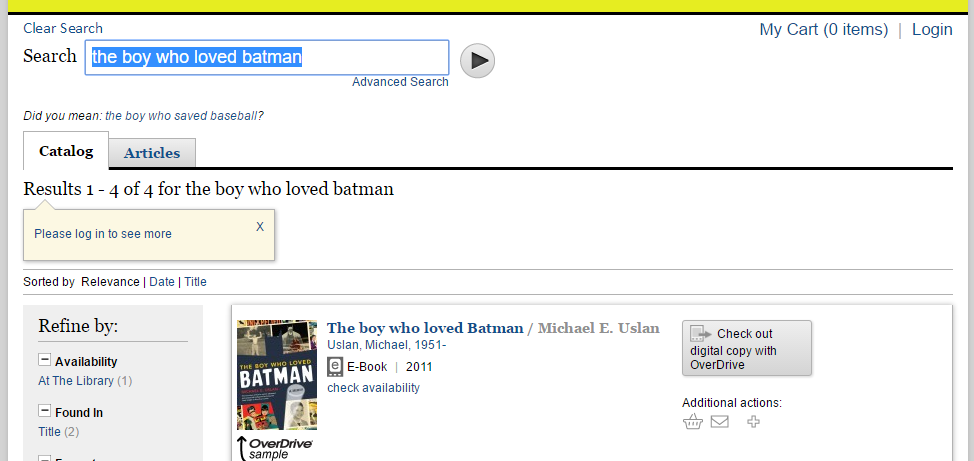 Clear Search
My Cart (0 items) | Login
Search the boy who loved batman
Advanced Search
Did you mean: the boy who saved baseball?
Catalog Articles
Results 1 - 4 of 4 for the boy who loved batman
Please log in to see more X
Sorted by Relevance | Date | Title
Refine by:
Availability
At The Library (1)
Found In
Title (2)
THE BOY WHO LOVED
BATMAN
The boy who loved Batman / Michael E. Uslan
Uslan, Michael, 1951-
e E-Book | 2011
check availability
OverDrive
sample
Check out
digital copy with
OverDrive
Additional actions: